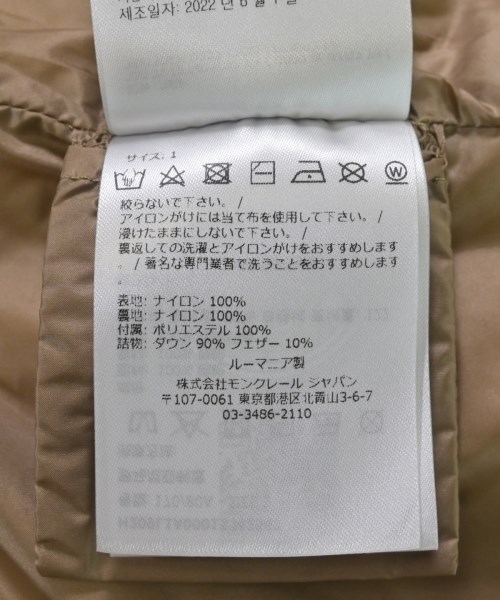 제조일자: 2022 년 6 월 1 일
サイズ: 1
絞らないで下さい。/
アイロンがけには当て布を使用して下さい。/
浸けたままにしないで下さい。/
裏返しての洗濯とアイロンがけをおすすめします
。/ 著名な専門業者で洗うことをおすすめします
。
表地: ナイロン 100%
裏地: ナイロン 100%
付属: ポリエステル 100%
詰物: ダウン 90% フェザー 10%
ルーマニア製
株式会社モンクレール ジャパン
〒107-0061 東京都港区北青山3-6-7
03-3486-2110